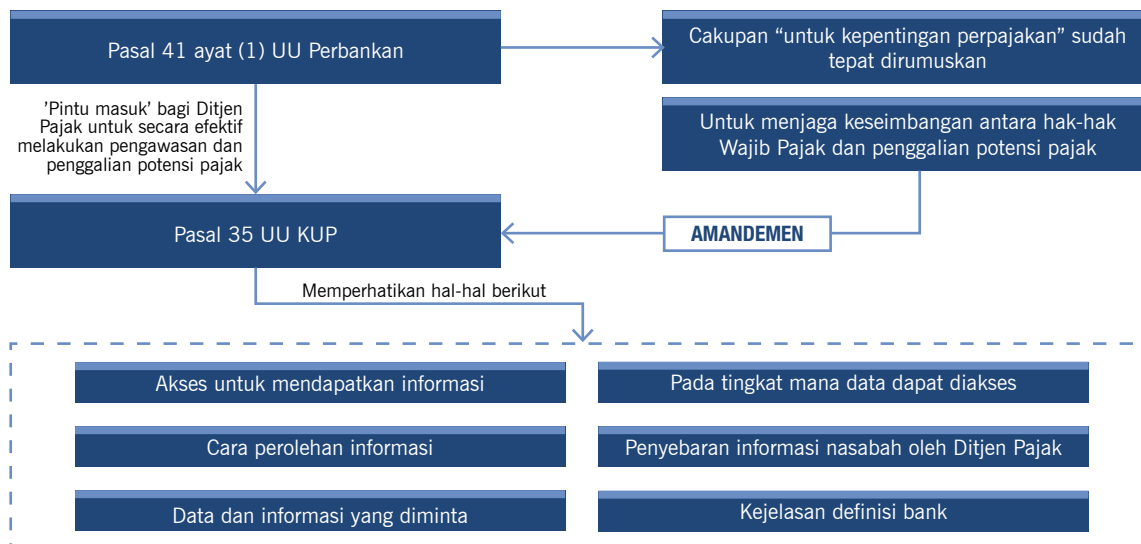 Pasal 41 ayat (1) UU Perbankan
Cakupan “untuk kepentingan perpajakan” sudah
tepat dirumuskan
’Pintu masuk’ bagi Ditjen
Pajak untuk secara efektif
melakukan pengawasan dan
penggalian potensi pajak
Untuk menjaga keseimbangan antara hak-hak
Wajib Pajak dan penggalian potensi pajak
Pasal 35 UU KUP
AMANDEMEN
Memperhatikan hal-hal berikut
Akses untuk mendapatkan informasi
Pada tingkat mana data dapat diakses
Cara perolehan informasi
Penyebaran informasi nasabah oleh Ditjen Pajak
Data dan informasi yang diminta
Kejelasan definisi bank